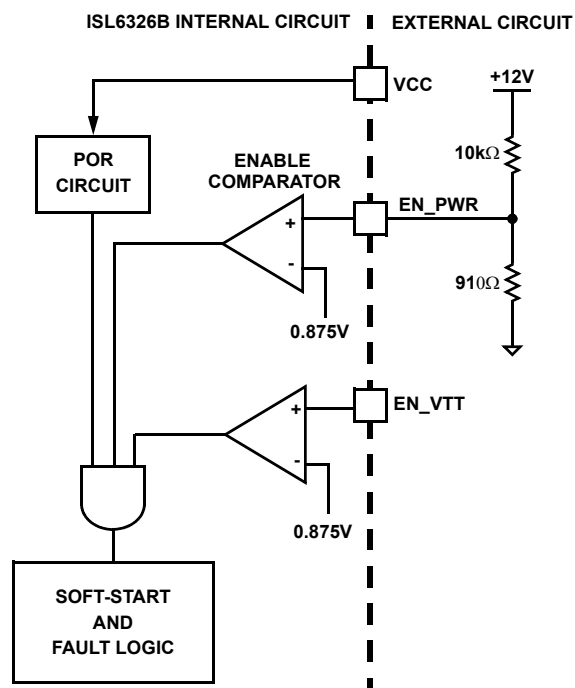 ISL6326B INTERNAL CIRCUIT
EXTERNAL CIRCUIT
VCC
+12V
POR
CIRCUIT
ENABLE
COMPARATOR
10kΩ
+
EN_PWR
-
910Ω
0.875V
+
EN_VTT
-
0.875V
SOFT-START
AND
FAULT LOGIC